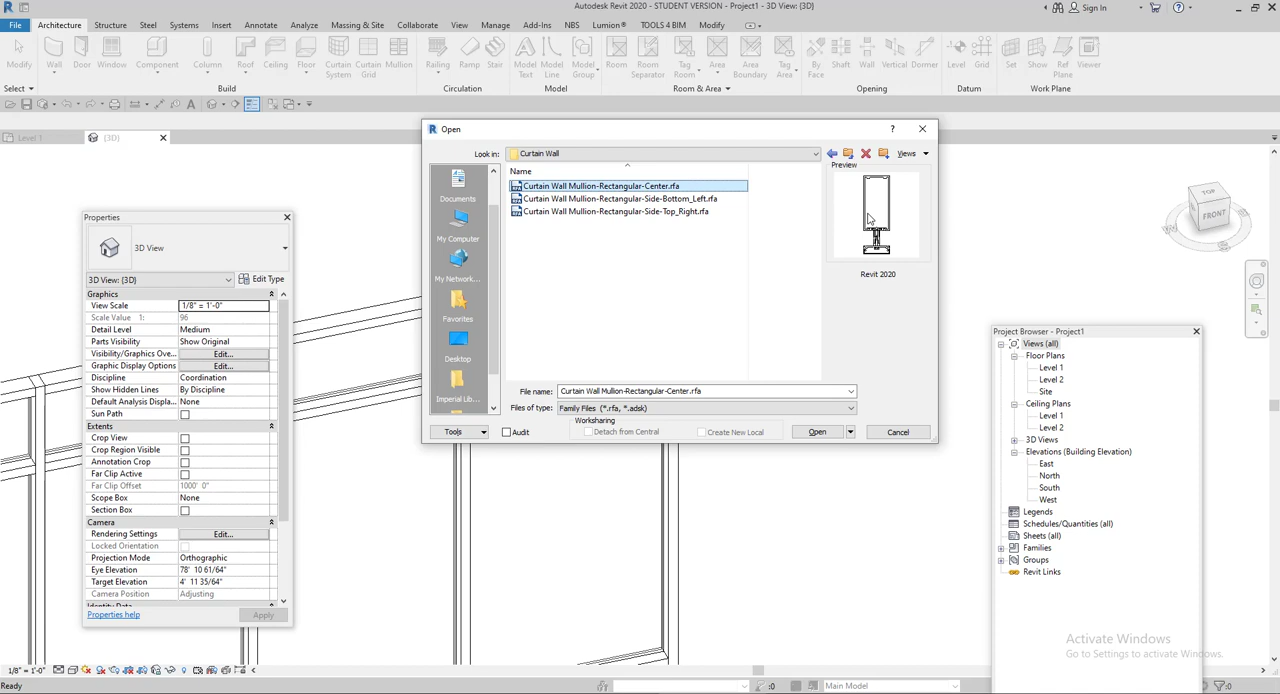 Autodesk Revit 2020 - STUDENT VERSION - Project1 - 3D View: {3D}
Sign In
File Architecture Structure Steel Systems Insert Annotate Analyze Massing & Site Collaborate View Manage Add-Ins NBS Lumion® TOOLS 4 BIM Modify
Modify Wall Door Window Component Column Roof Ceiling Floor Curtain System Curtain Grid Mullion Railing Ramp Stair Model Text Model Line Model Group Room Room Separator Tag Room Area Area Boundary Tag Area By Face Shaft Wall Vertical Dormer Level Grid Set Show Ref Plane Viewer
Select Build Circulation Model Room & Area Opening Datum Work Plane
Level 1
{3D}
Open
Look in: Curtain Wall Views
Name
Curtain Wall Mullion-Rectangular-Center.rfa
Curtain Wall Mullion-Rectangular-Side-Bottom_Left.rfa
Curtain Wall Mullion-Rectangular-Side-Top_Right.rfa
Documents
My Computer
My Network...
Favorites
Desktop
Imperial Lib...
Preview
Revit 2020
File name: Curtain Wall Mullion-Rectangular-Center.rfa
Files of type: Family Files (*.rfa, *.adsk)
Worksharing
Tools Audit Detach from Central Create New Local Open Cancel
TOP
FRONT
Properties
3D View
3D View: {3D} Edit Type
Graphics
View Scale 1/8" = 1'-0"
Scale Value 1: 96
Detail Level Medium
Parts Visibility Show Original
Visibility/Graphics Ove... Edit...
Graphic Display Options Edit...
Discipline Coordination
Show Hidden Lines By Discipline
Default Analysis Displa... None
Sun Path
Extents
Crop View
Crop Region Visible
Annotation Crop
Far Clip Active
Far Clip Offset 1000' 0"
Scope Box None
Section Box
Camera
Rendering Settings Edit...
Locked Orientation
Projection Mode Orthographic
Eye Elevation 78' 10 61/64"
Target Elevation 4' 11 35/64"
Camera Position Adjusting
Identity Data
Properties help Apply
Project Browser - Project1
Views (all)
Floor Plans
Level 1
Level 2
Site
Ceiling Plans
Level 1
Level 2
3D Views
Elevations (Building Elevation)
East
North
South
West
Legends
Schedules/Quantities (all)
Sheets (all)
Families
Groups
Revit Links
Activate Windows
Go to Settings to activate Windows.
1/8" = 1'-0"
Ready :0 Main Model :0